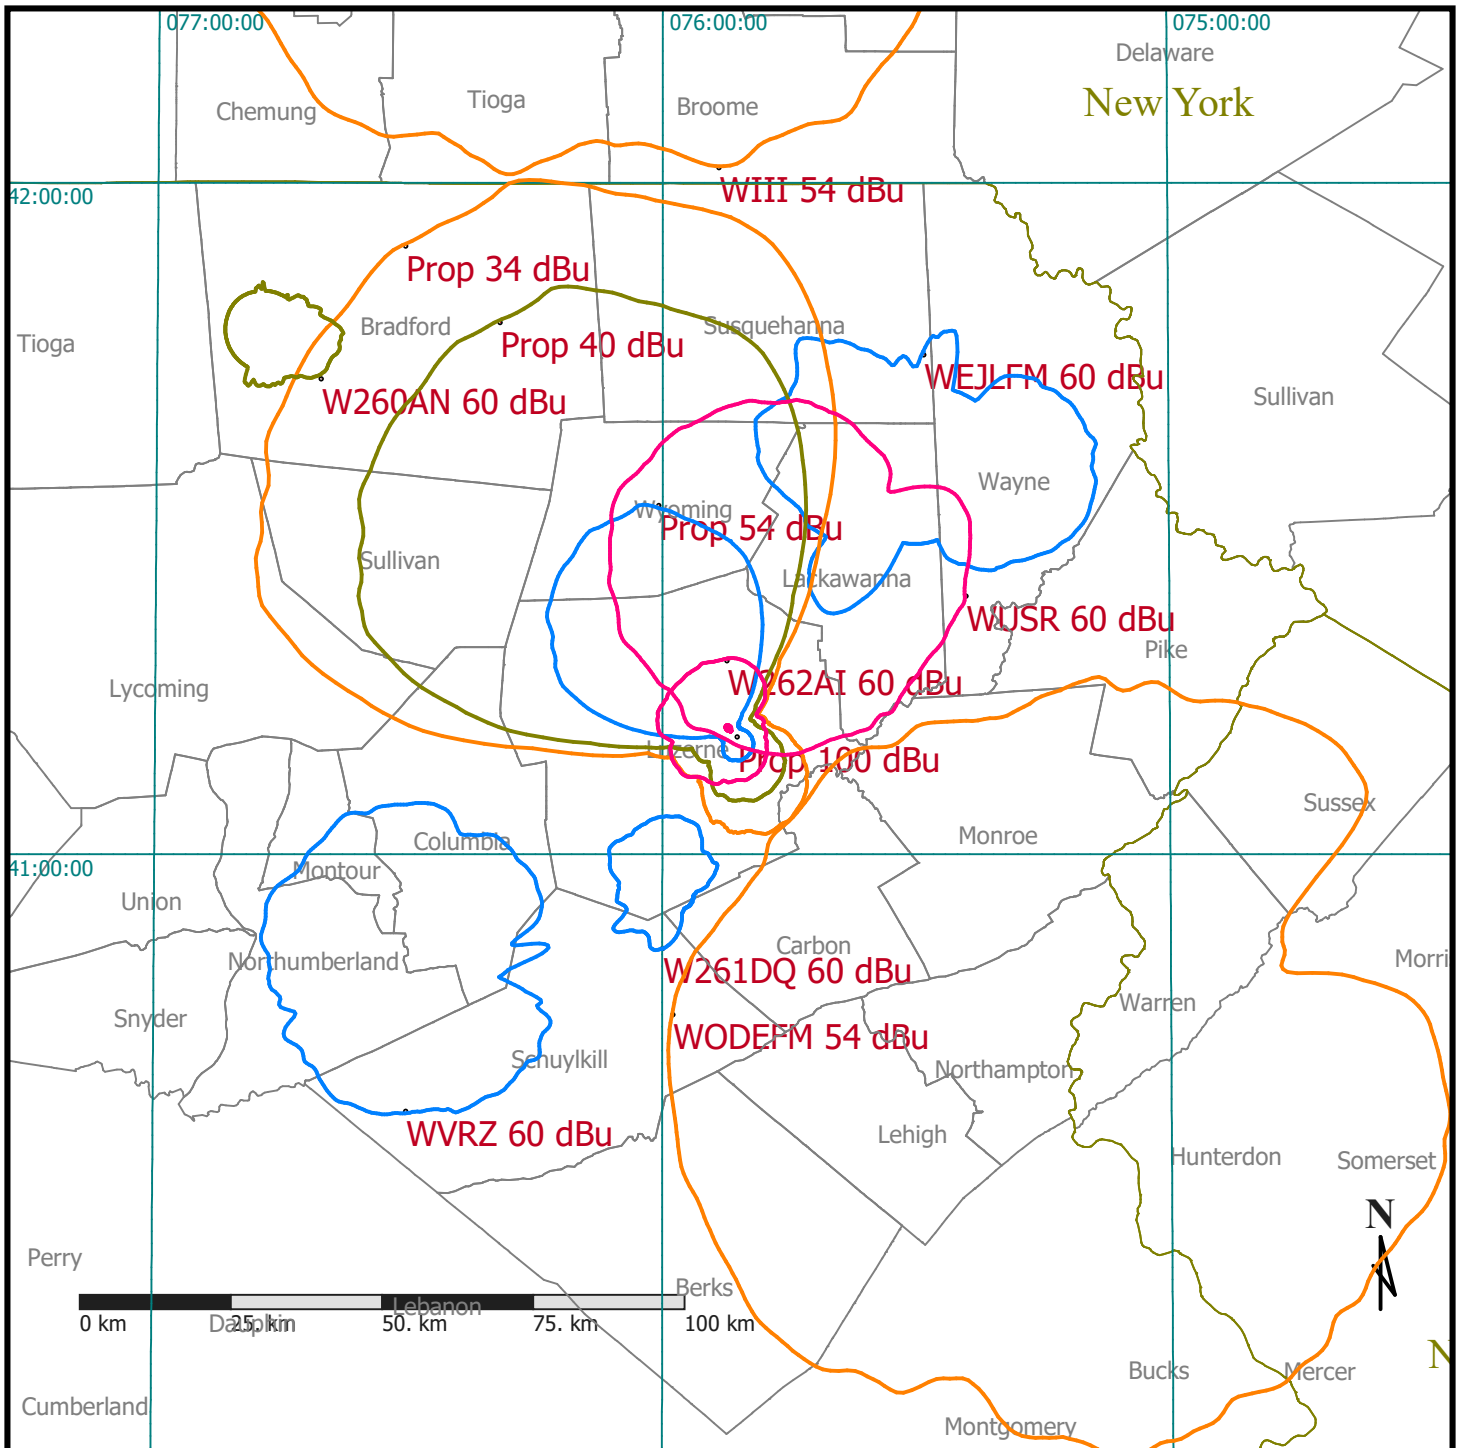 077:00:00
076:00:00
075:00:00
Delaware
Tioga
Broome
Chemung
New York
42:00:00
WIII 54 dBu
Prop 34 dBu
Bradford
Susquehanna
Tioga
Prop 40 dBu
WEJLFM 60 dBu
W260AN 60 dBu
Sullivan
Wayne
Wyoming
Prop 54 dBu
Sullivan
Lackawanna
WUSR 60 dBu
Pike
Lycoming
W262AI 60 dBu
Luzerne
Prop 100 dBu
Sussex
Columbia
Monroe
41:00:00
Montour
Union
Carbon
Northumberland
Morri
W261DQ 60 dBu
Warren
Snyder
WODEFM 54 dBu
Schuylkill
Northampton
WVRZ 60 dBu
Lehigh
Hunterdon
Somerset
N
Perry
Berks
Lebanon
0 km
25. km
50. km
75. km
100 km
Dauphin
N
Bucks
Mercer
Cumberland
Montgomery